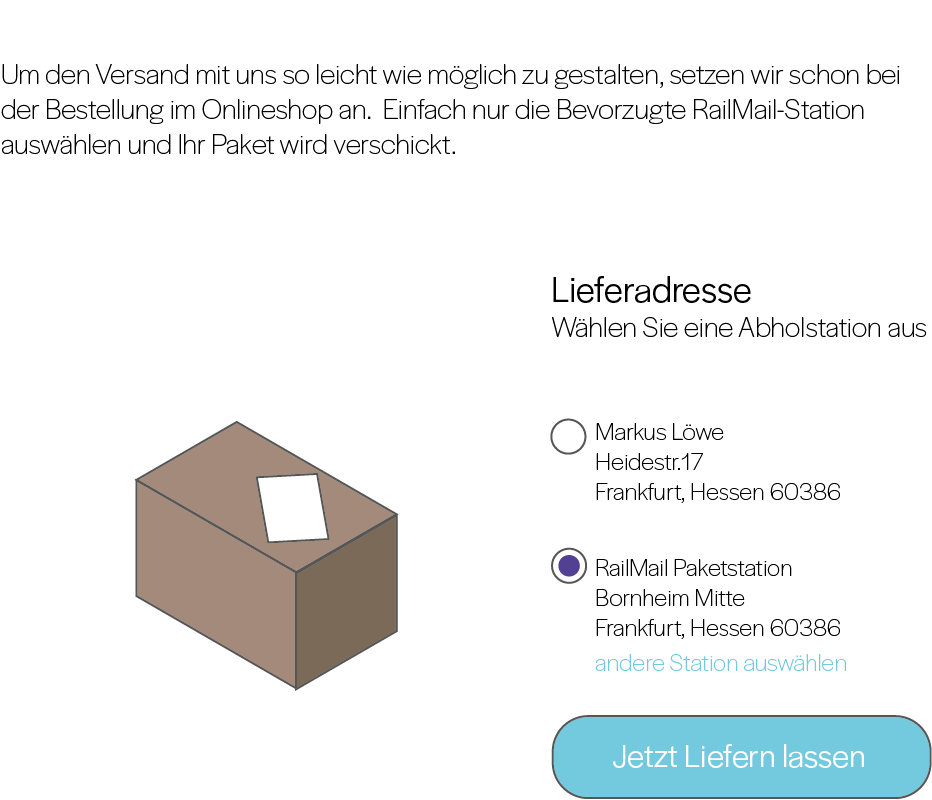 Um den Versand mit uns so leicht wie möglich zu gestalten, setzen wir schon bei
der Bestellung im Onlineshop an.  Einfach nur die Bevorzugte RailMail-Station
auswählen und Ihr Paket wird verschickt.
Lieferadresse
Wählen Sie eine Abholstation aus
Markus Löwe
Heidestr.17
Frankfurt, Hessen 60386
RailMail Paketstation
Bornheim Mitte
Frankfurt, Hessen 60386
andere Station auswählen
Jetzt Liefern lassen